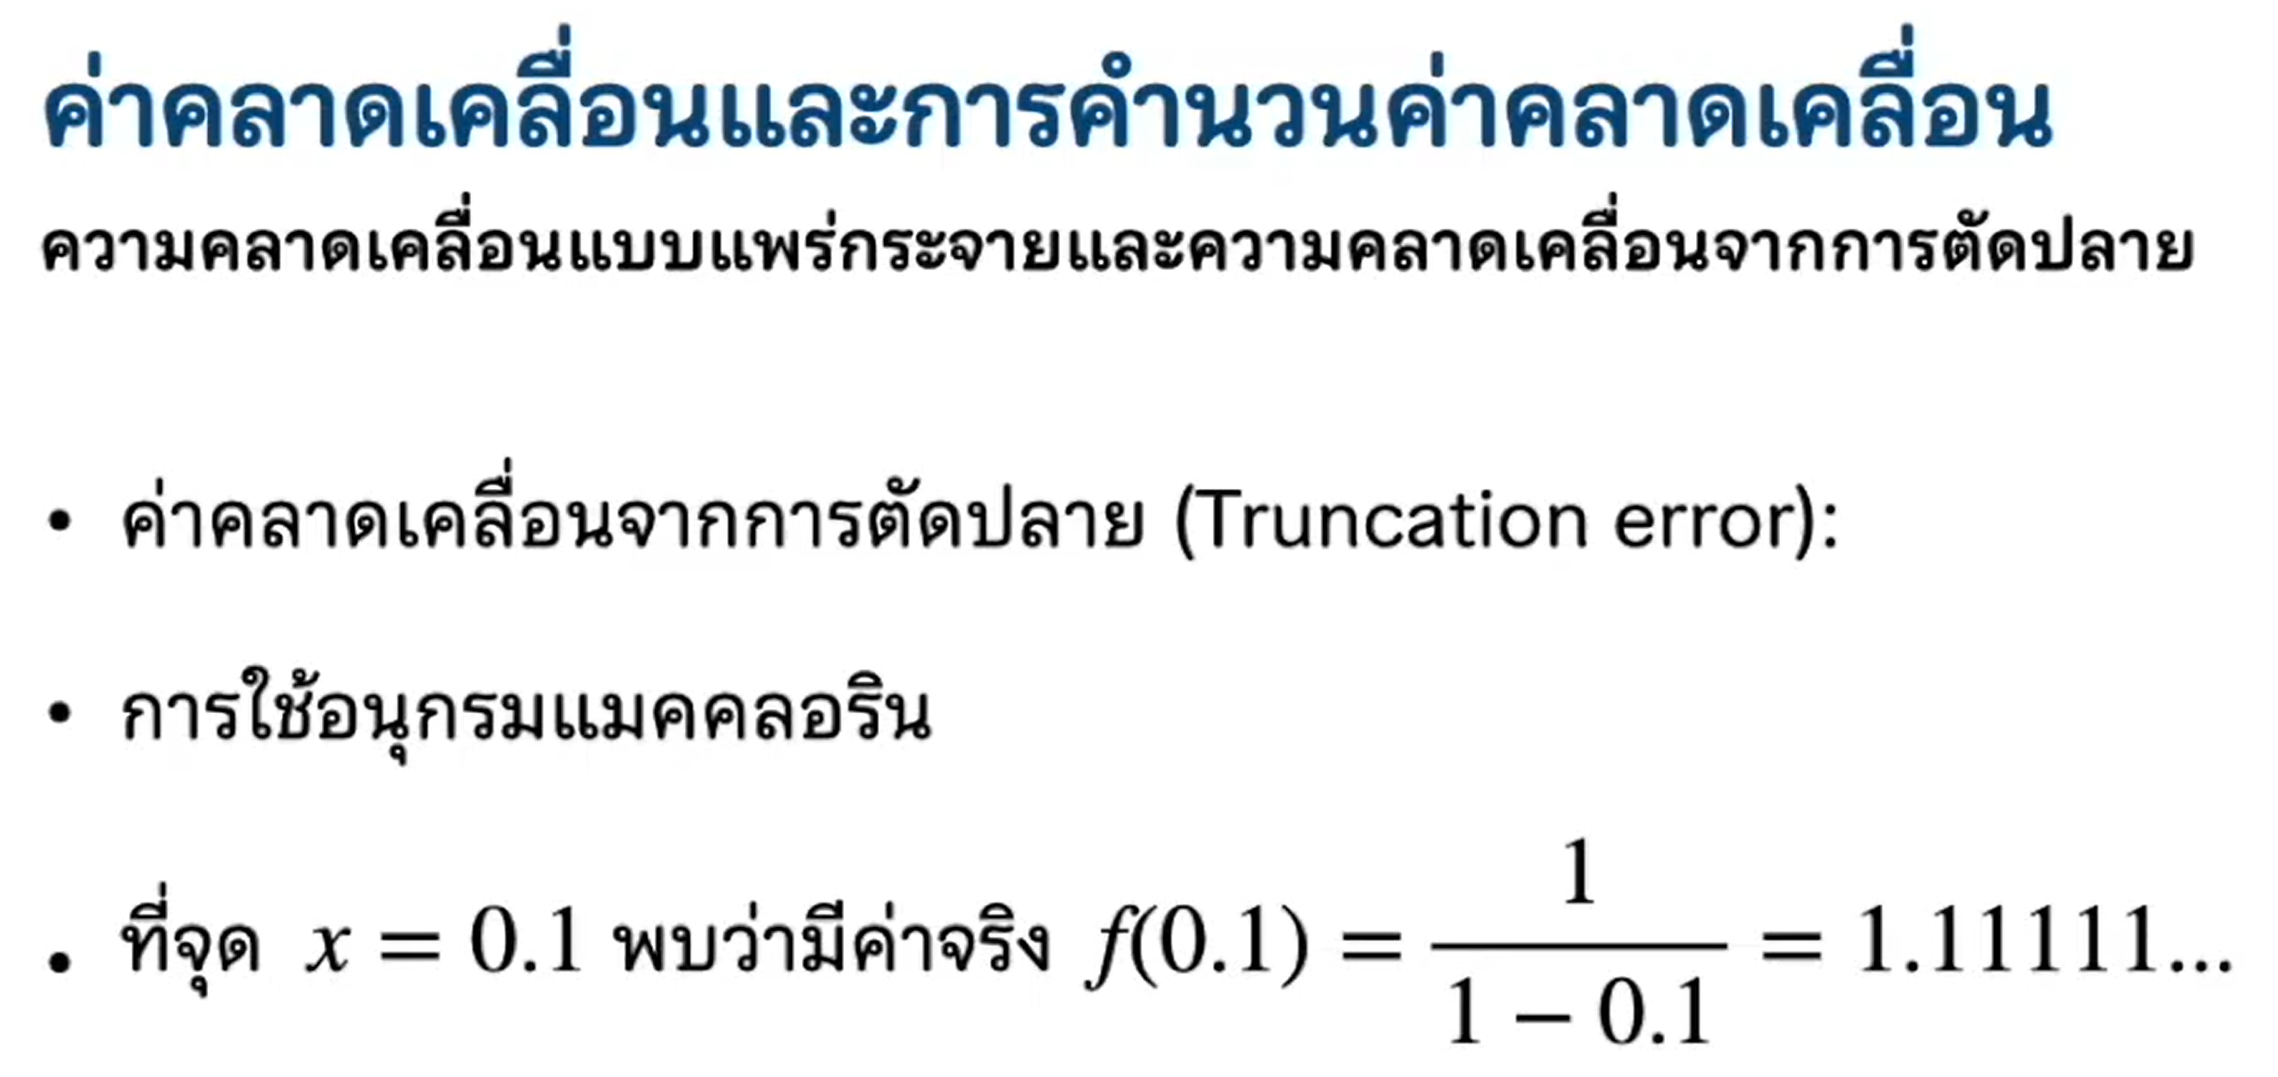 ค่าคลาดเคลื่อนและการคำนวนค่าคลาดเคลื่อน
ความคลาดเคลื่อนแบบแพร่กระจายและความคลาดเคลื่อนจากการตัดปลาย
• ค่าคลาดเคลื่อนจากการตัดปลาย (Truncation error):
• การใช้อนุกรมแมคคลอริน
• ที่จุด x = 0.1 พบว่ามีค่าจริง f(0.1) = 1 / (1 − 0.1) = 1.11111...